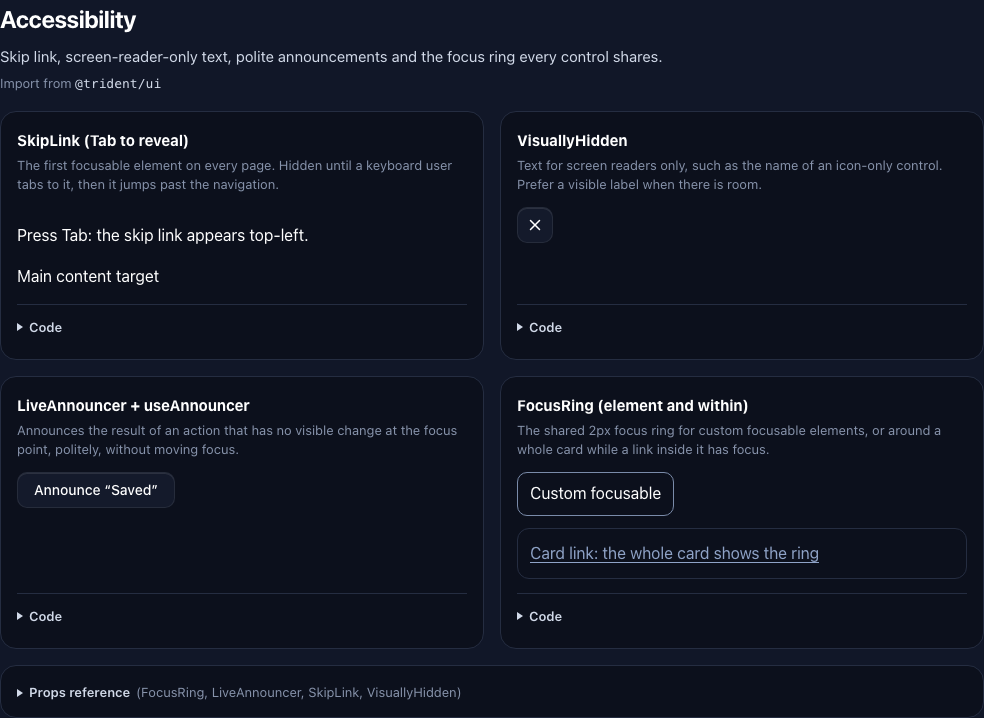 Accessibility
Skip link, screen-reader-only text, polite announcements and the focus ring every control shares.
Import from @trident/ui
SkipLink (Tab to reveal)
The first focusable element on every page. Hidden until a keyboard user
tabs to it, then it jumps past the navigation.
Press Tab: the skip link appears top-left.
Main content target
Code
VisuallyHidden
Text for screen readers only, such as the name of an icon-only control.
Prefer a visible label when there is room.
Code
LiveAnnouncer + useAnnouncer
Announces the result of an action that has no visible change at the focus
point, politely, without moving focus.
Announce “Saved”
Code
FocusRing (element and within)
The shared 2px focus ring for custom focusable elements, or around a
whole card while a link inside it has focus.
Custom focusable
Card link: the whole card shows the ring
Code
Props reference (FocusRing, LiveAnnouncer, SkipLink, VisuallyHidden)